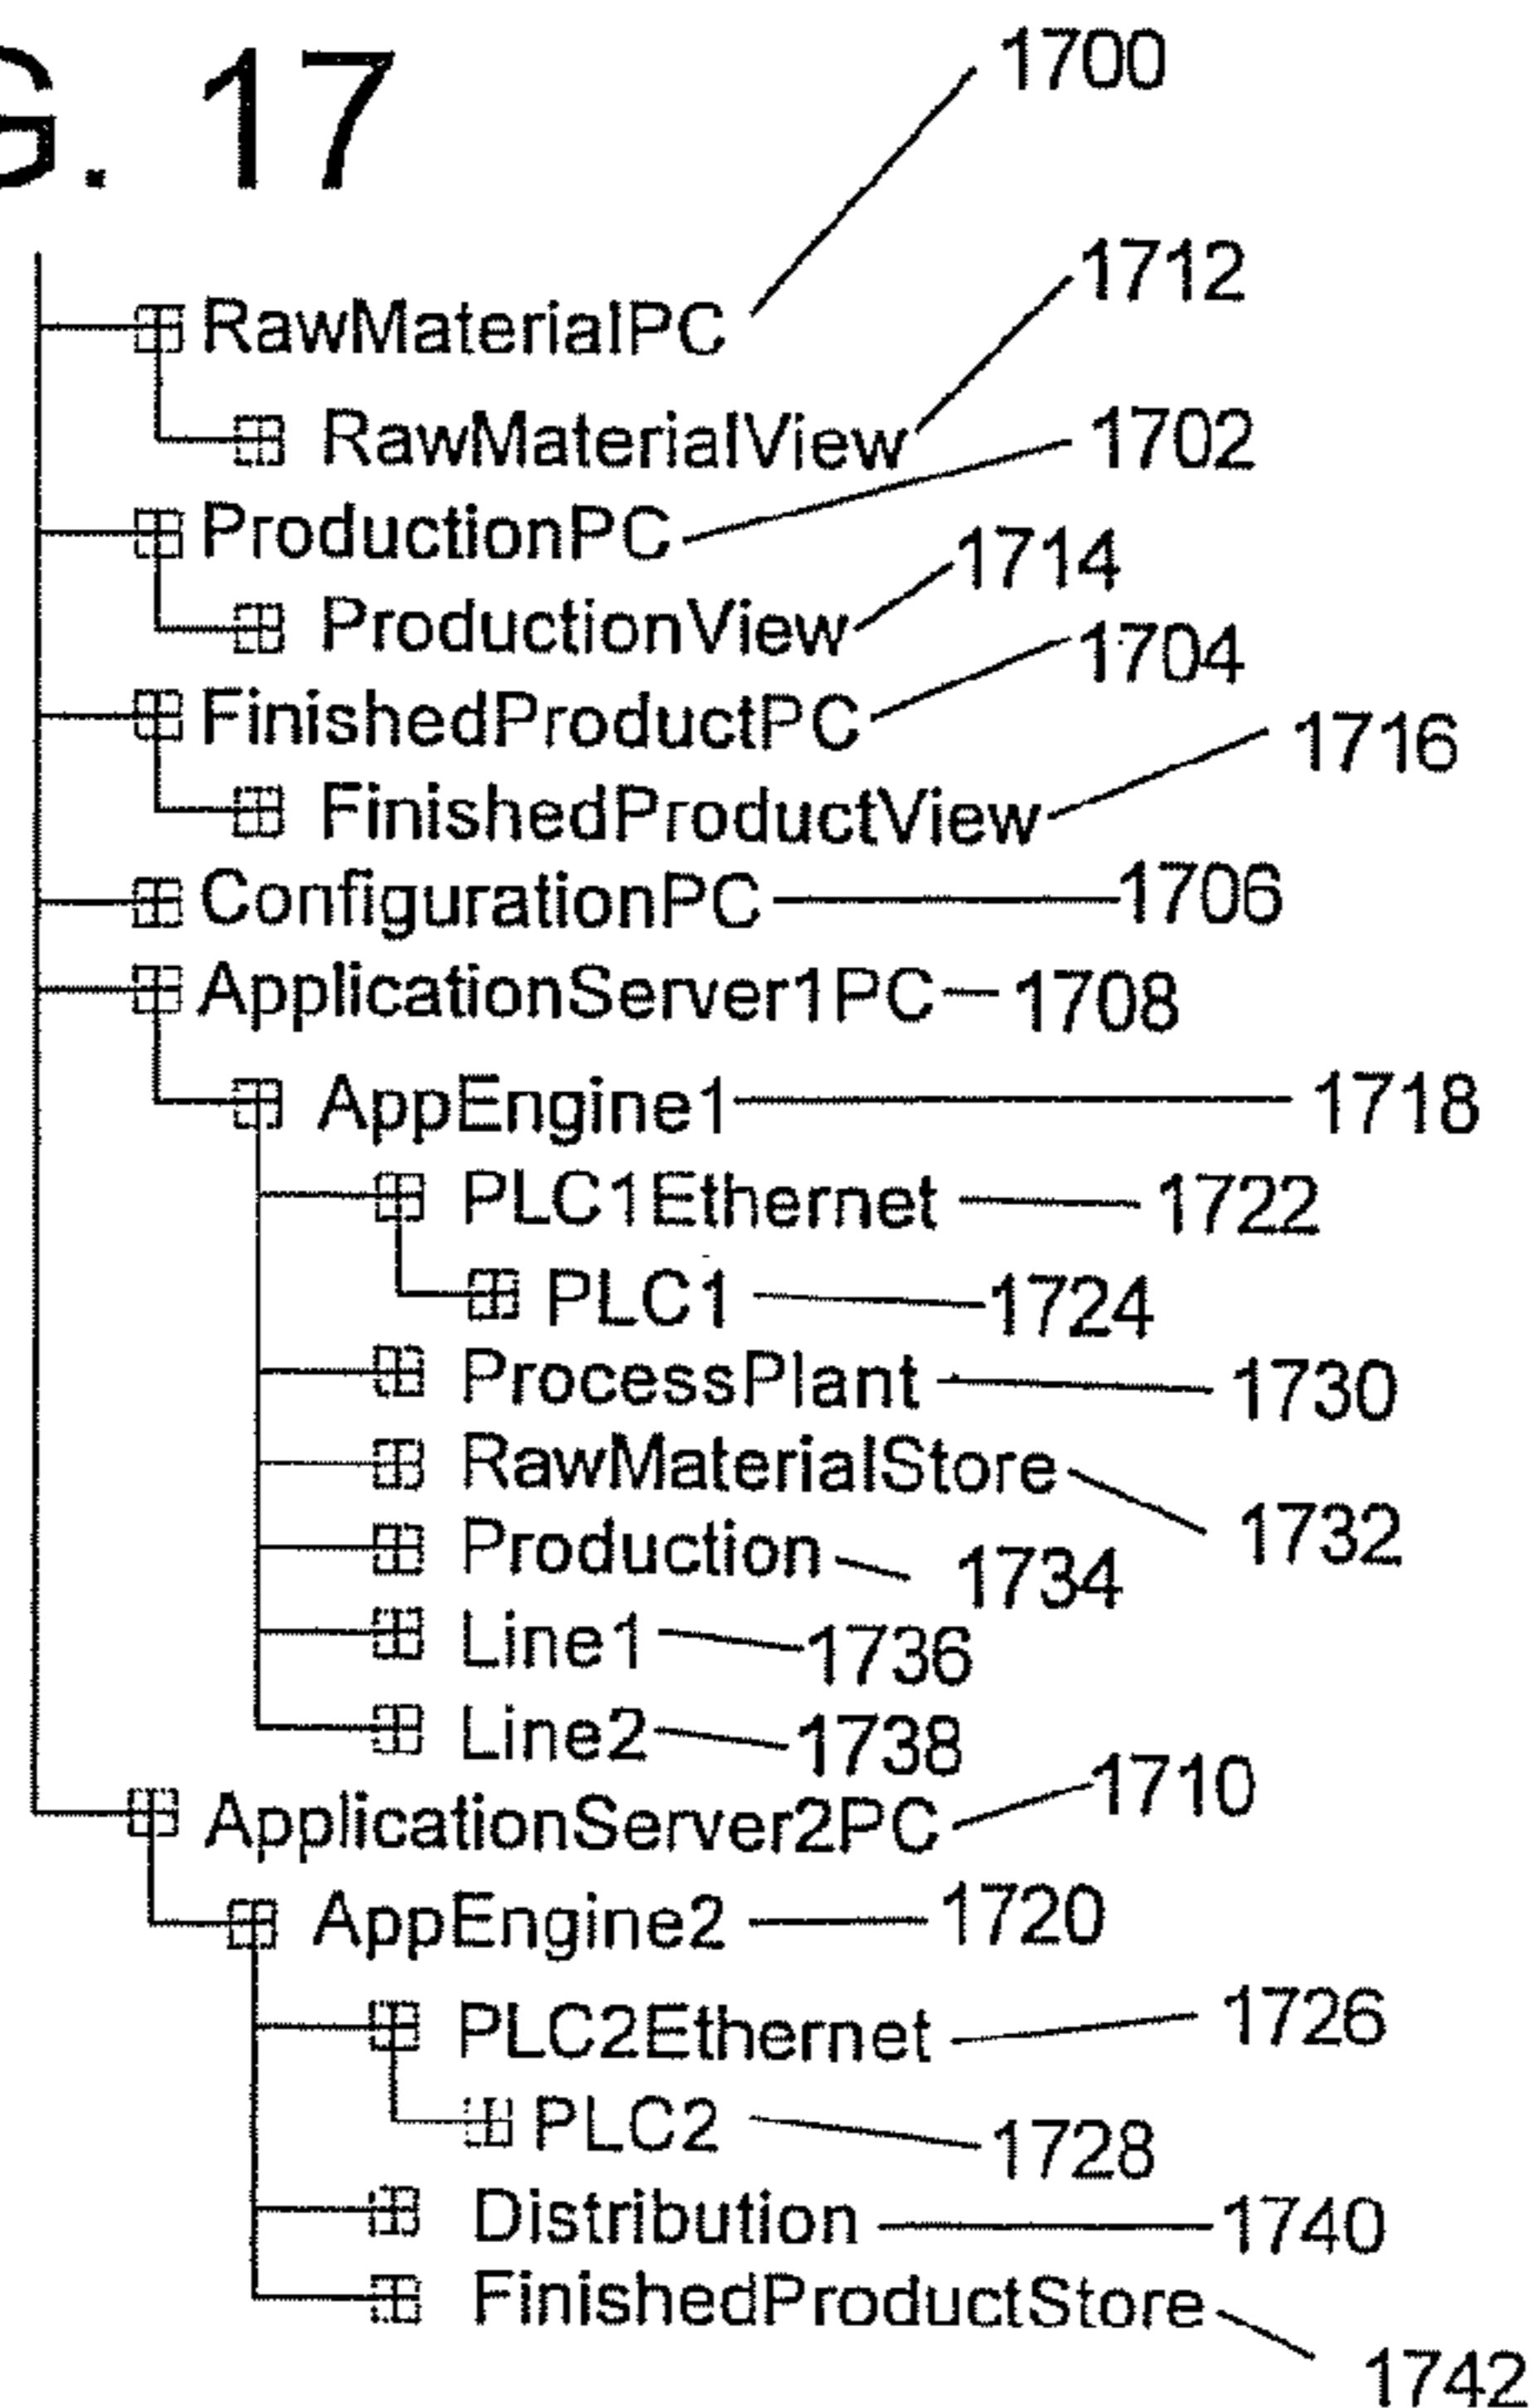 G. 17
1700
RawMaterialPC
1712
RawMaterialView
1702
ProductionPC
1714
ProductionView
1704
FinishedProductPC
1716
FinishedProductView
ConfigurationPC 1706
ApplicationServer1PC 1708
AppEngine1 1718
PLC1Ethernet 1722
PLC1 1724
ProcessPlant 1730
RawMaterialStore
1732
Production 1734
Line1 1736
Line2 1738
1710
ApplicationServer2PC
AppEngine2 1720
PLC2Ethernet 1726
PLC2 1728
Distribution 1740
FinishedProductStore
1742